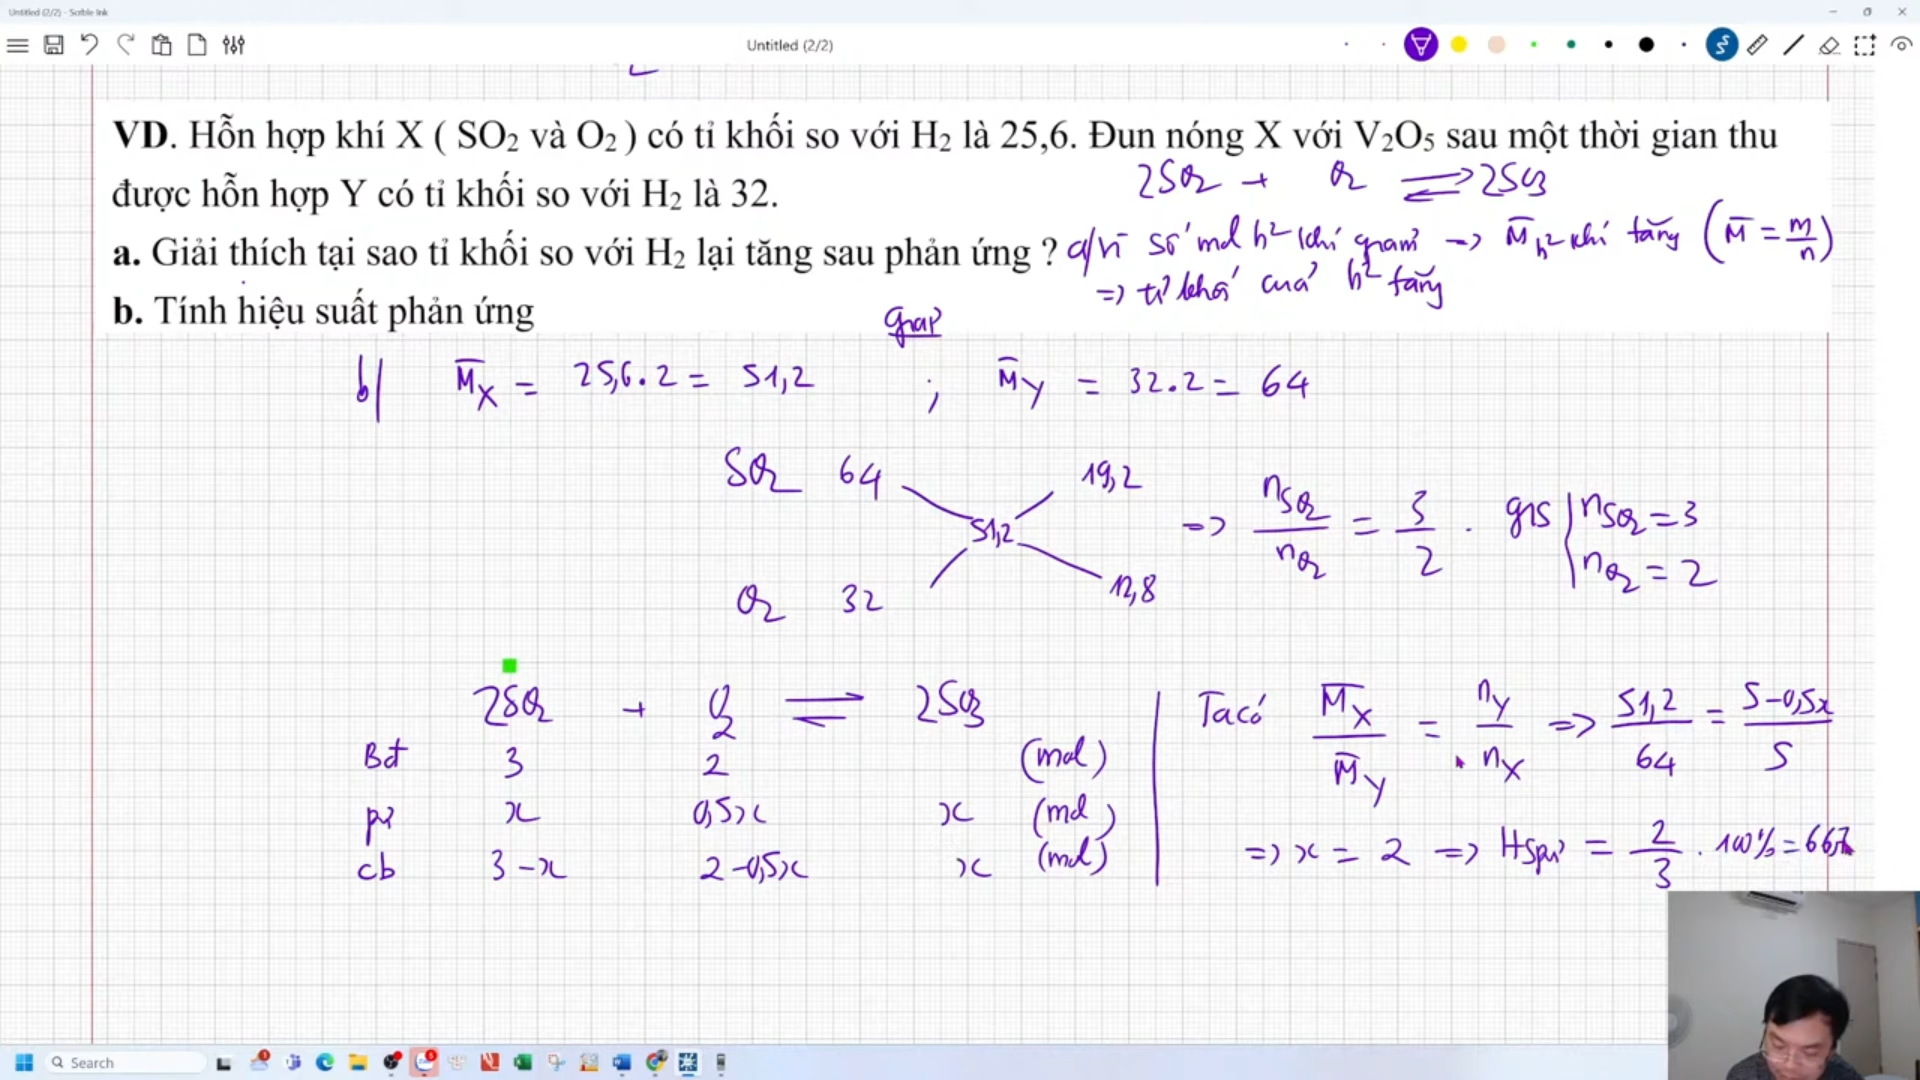 Untitled (2/2) - Scrble Ink
Untitled (2/2)
VD. Hỗn hợp khí X ( SO₂ và O₂ ) có tỉ khối so với H₂ là 25,6. Đun nóng X với V₂O₅ sau một thời gian thu
được hỗn hợp Y có tỉ khối so với H₂ là 32.
2SO₂ + O₂ ⇌ 2SO₃
a. Giải thích tại sao tỉ khối so với H₂ lại tăng sau phản ứng ?
a/ Vì số mol h² khí giảm → M̅ h² khí tăng (M̅ = m/n)
=> tỉ khối của h² tăng
b. Tính hiệu suất phản ứng
giải
b/ M̅X = 25,6.2 = 51,2 ; M̅Y = 32.2 = 64
SO₂ 64 19,2
51,2
=> nSO₂/nO₂ = 3/2 . gis nSO₂ = 3
nO₂ = 2
O₂ 32 12,8
2SO₂ + O₂ ⇌ 2SO₃
Bđ 3 2 (mol)
pư x 0,5x x (mol)
cb 3-x 2-0,5x x (mol)
Ta có M̅X/M̅Y = nY/nX => 51,2/64 = 5-0,5x/5
=> x = 2 => Hspư = 2/3 . 100% = 66,7
Search